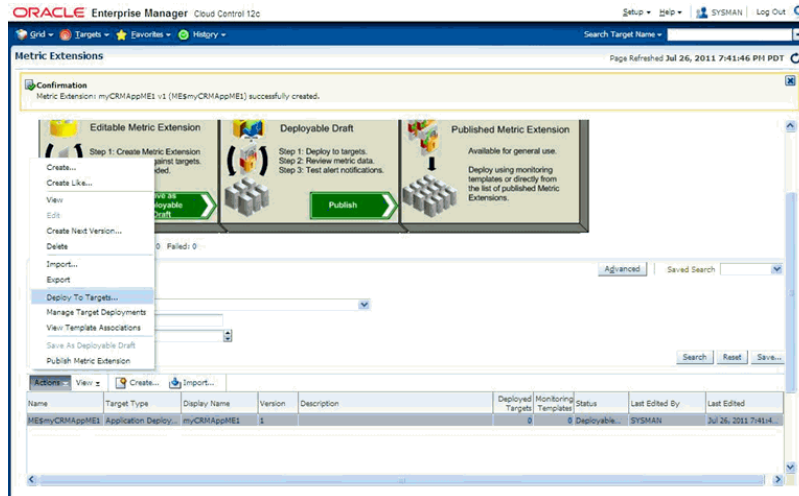 ORACLE Enterprise Manager Cloud Control 12c
Setup Help SYSMAN Log Out
Grid Targets Favorites History Search Target Name
Metric Extensions
Page Refreshed Jul 26, 2011 7:41:46 PM PDT
Confirmation
Metric Extension: myCRMAppME1 v1 (ME$myCRMAppME1) successfully created.
Editable Metric Extension
Step 1: Create Metric Extension
against targets.
Deployable Draft
Step 1: Deploy to targets.
Step 2: Review metric data.
Step 3: Test alert notifications.
Publish
Published Metric Extension
Available for general use.
Deploy using monitoring
templates or directly from
the list of published Metric
Extensions.
Create...
Create Like...
View
Edit
Create Next Version...
Delete
Import...
Export
Deploy To Targets...
Manage Target Deployments
View Template Associations
Save As Deployable Draft
Publish Metric Extension
Draft
0 Failed: 0
Advanced Saved Search
Search Reset Save...
Actions View Create... Import...
Name Target Type Display Name Version Description Deployed Targets Monitoring Templates Status Last Edited By Last Edited
ME$myCRMAppME1 Application Deploy... myCRMAppME1 1 0 0 Deployable... SYSMAN Jul 26, 2011 7:41:4...